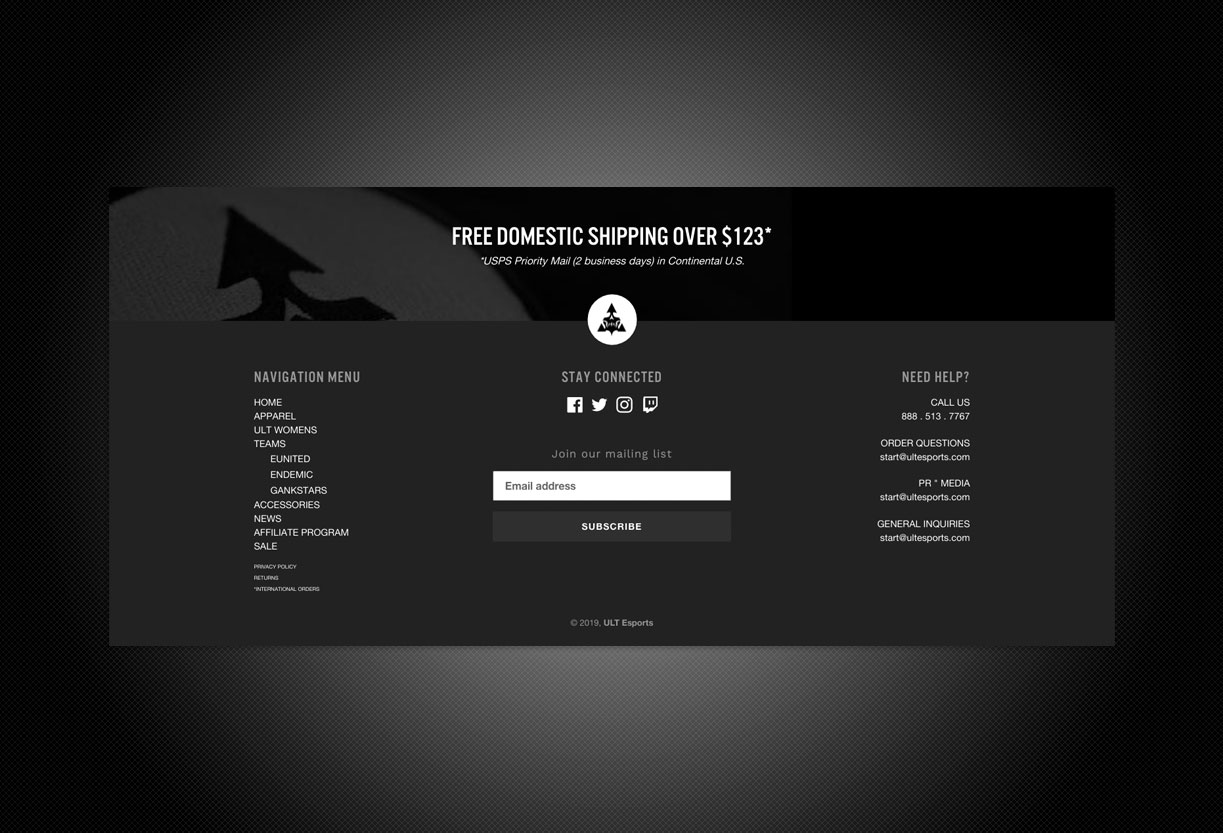 FREE DOMESTIC SHIPPING OVER $123*
*USPS Priority Mail (2 business days) in Continental U.S.
NAVIGATION MENU
HOME
APPAREL
ULT WOMENS
TEAMS
EUNITED
ENDEMIC
GANKSTARS
ACCESSORIES
NEWS
AFFILIATE PROGRAM
SALE
PRIVACY POLICY
RETURNS
*INTERNATIONAL ORDERS
STAY CONNECTED
Join our mailing list
Email address
SUBSCRIBE
NEED HELP?
CALL US
888 . 513 . 7767
ORDER QUESTIONS
start@ultesports.com
PR * MEDIA
start@ultesports.com
GENERAL INQUIRIES
start@ultesports.com
© 2019, ULT Esports